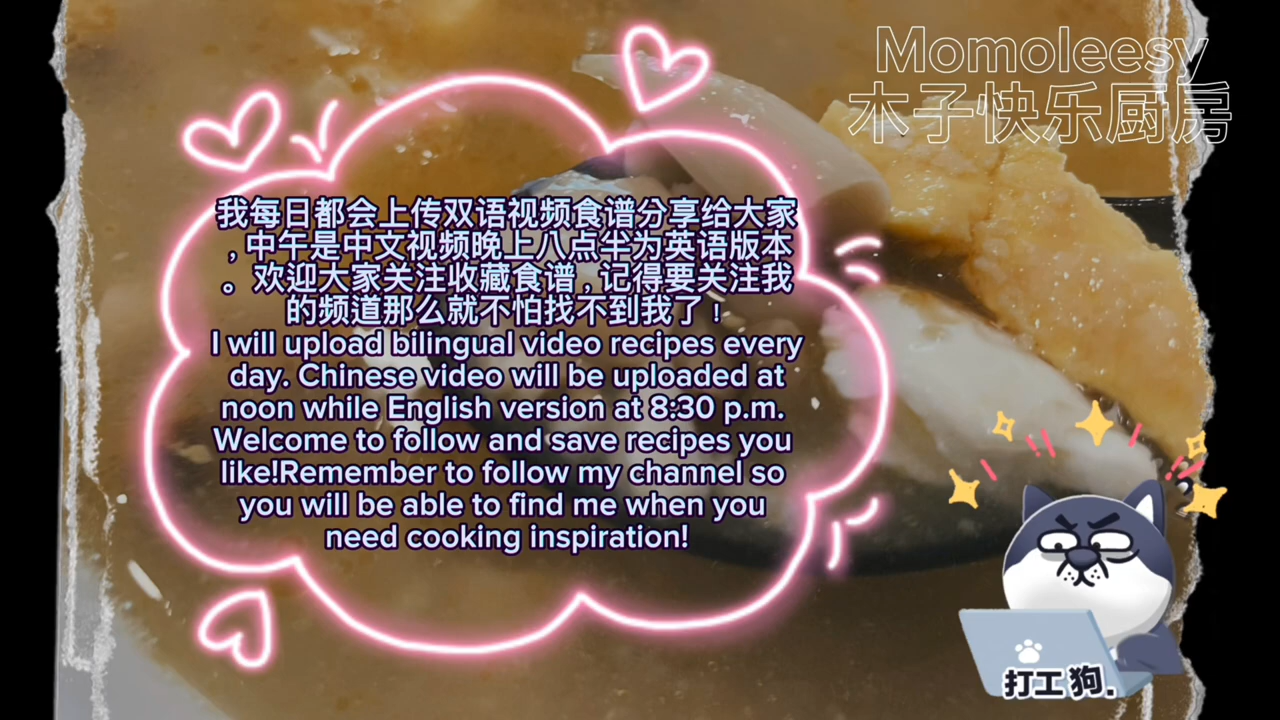 Momoleesy
木子快乐厨房
我每日都会上传双语视频食谱分享给大家
，中午是中文视频晚上八点半为英语版本
。欢迎大家关注收藏食谱，记得要关注我
的频道那么就不怕找不到我了！
I will upload bilingual video recipes every
day. Chinese video will be uploaded at
noon while English version at 8:30 p.m.
Welcome to follow and save recipes you
like!Remember to follow my channel so
you will be able to find me when you
need cooking inspiration!
打工狗.